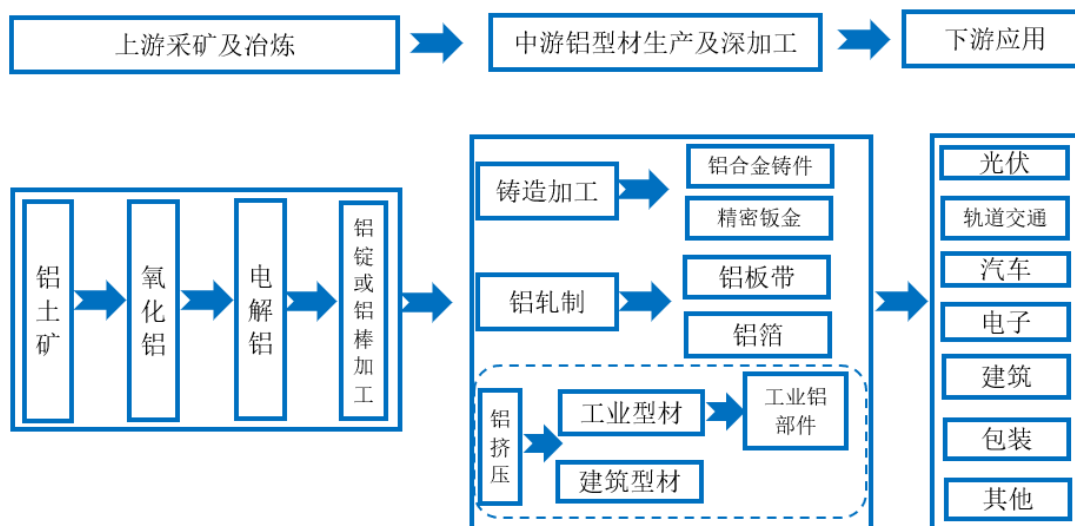 上游采矿及冶炼
中游铝型材生产及深加工
下游应用
铝土矿
氧化铝
电解铝
铝锭或铝棒加工
铸造加工
铝合金铸件
精密钣金
铝轧制
铝板带
铝箔
铝挤压
工业型材
工业铝
部件
建筑型材
光伏
轨道交通
汽车
电子
建筑
包装
其他